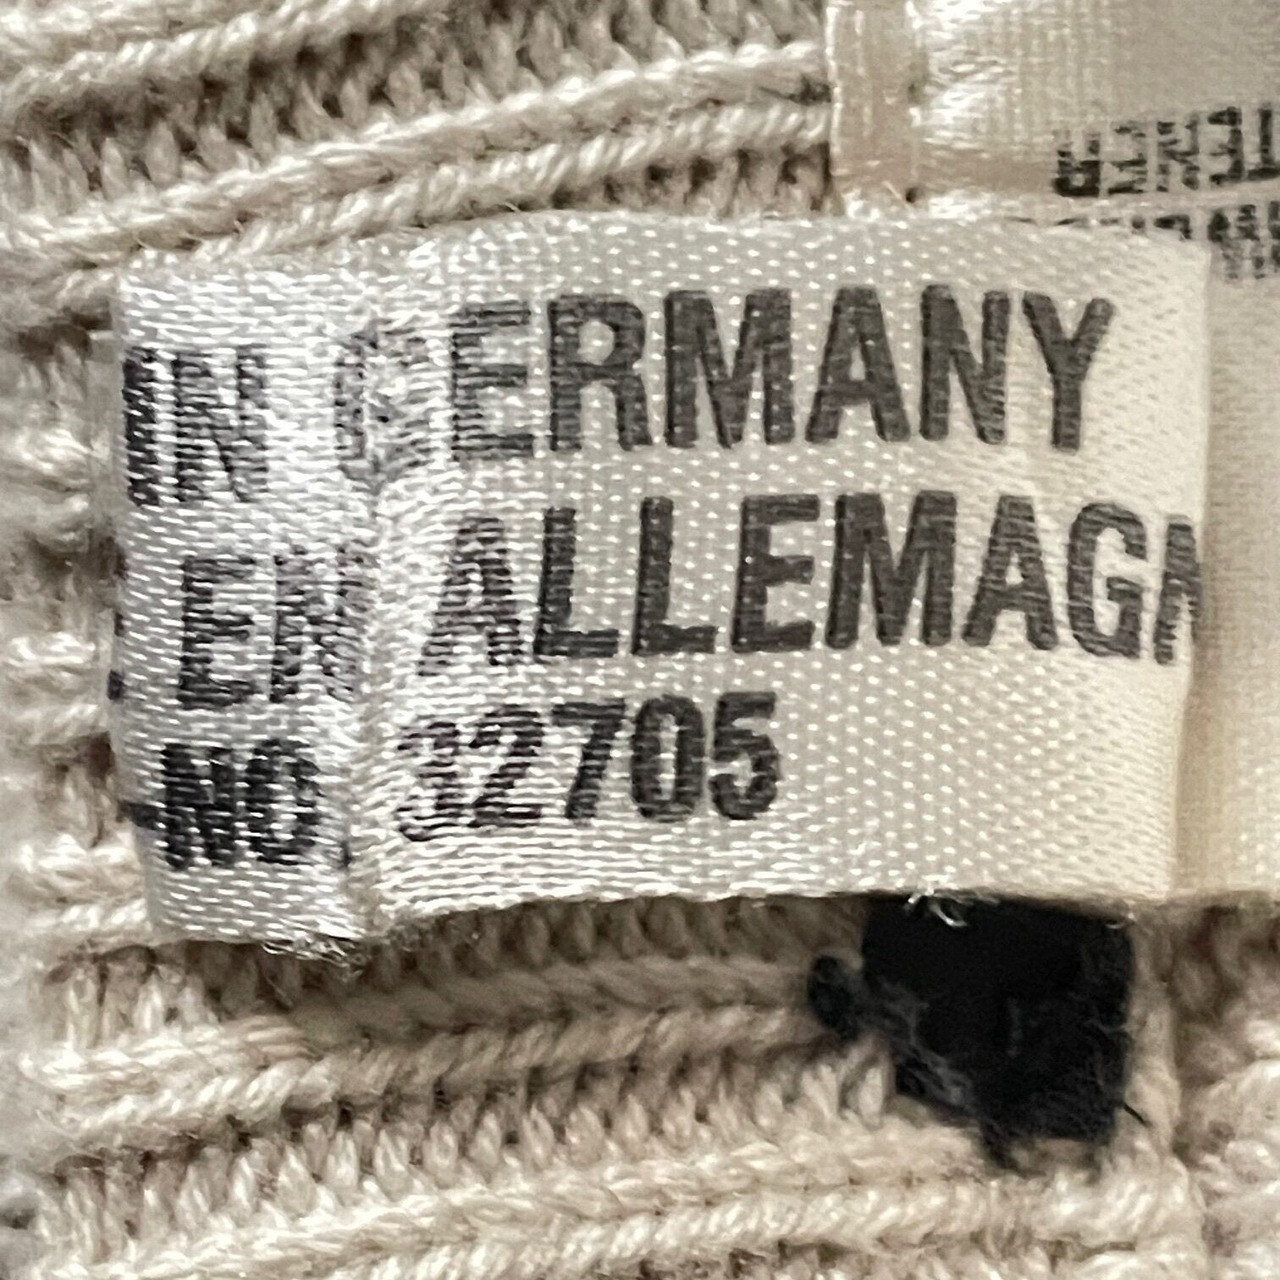 IN GERMANY
EN ALLEMAGN
NO 32705